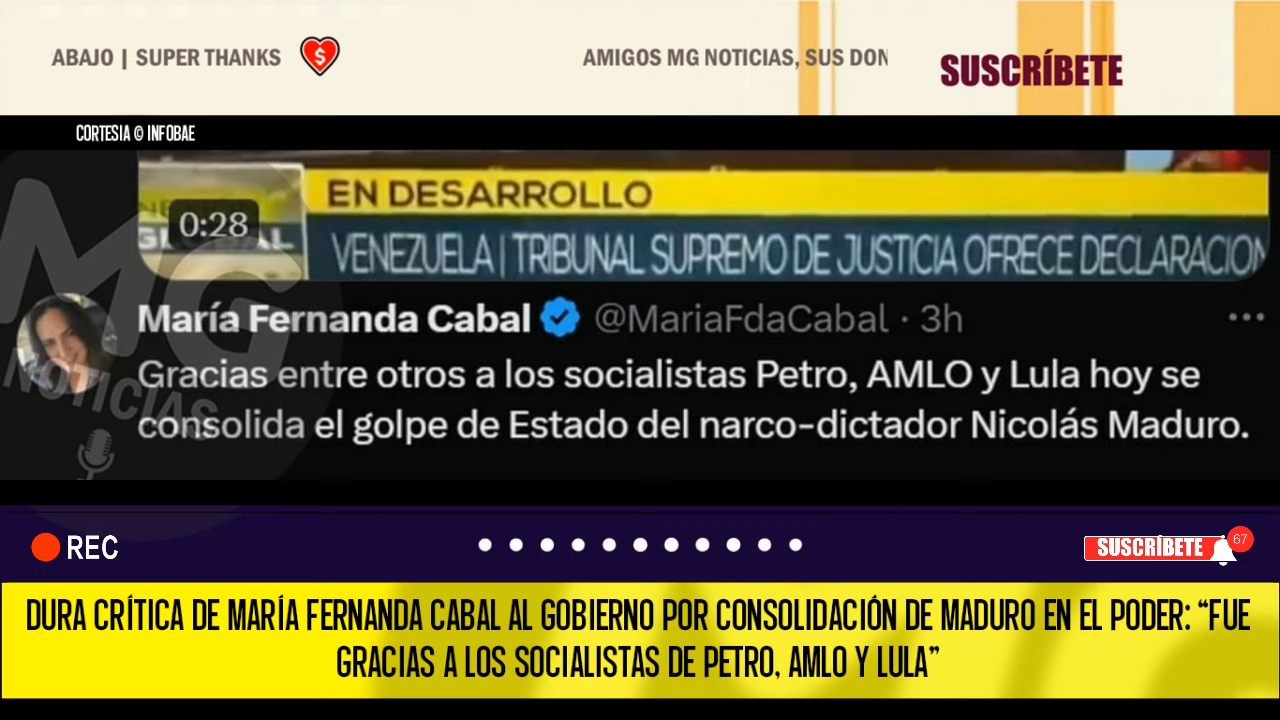 ABAJO | SUPER THANKS
AMIGOS MG NOTICIAS, SUS DON
SUSCRÍBETE
CORTESIA © INFOBAE
EN DESARROLLO
0:28
GLOBAL
VENEZUELA | TRIBUNAL SUPREMO DE JUSTICIA OFRECE DECLARACION
María Fernanda Cabal @MariaFdaCabal · 3h
Gracias entre otros a los socialistas Petro, AMLO y Lula hoy se
consolida el golpe de Estado del narco-dictador Nicolás Maduro.
MG
NOTICIAS
REC
SUSCRÍBETE
67
DURA CRÍTICA DE MARÍA FERNANDA CABAL AL GOBIERNO POR CONSOLIDACIÓN DE MADURO EN EL PODER: “FUE
GRACIAS A LOS SOCIALISTAS DE PETRO, AMLO Y LULA”